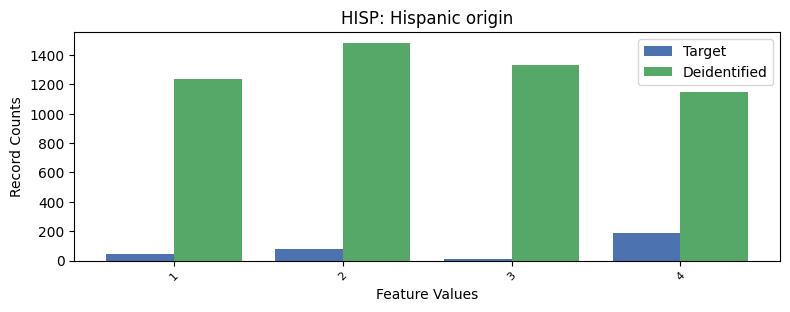 HISP: Hispanic origin
Target
Deidentified
Record Counts
1400
1200
1000
800
600
400
200
0
1
2
3
4
Feature Values